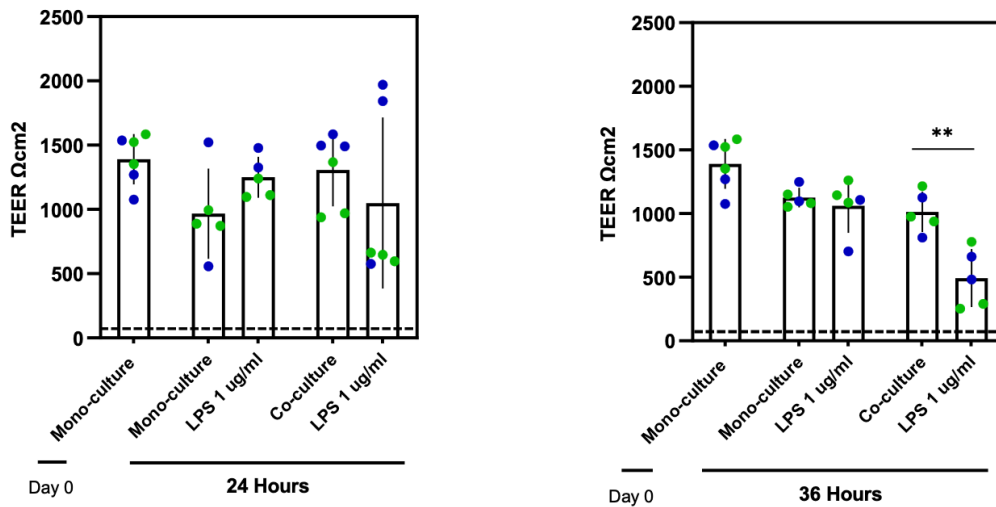 2500
2000
1500
1000
500
0
TEER Ωcm2
Mono-culture
Mono-culture
LPS 1 ug/ml
Co-culture
LPS 1 ug/ml
Day 0
24 Hours
2500
2000
1500
1000
500
0
TEER Ωcm2
**
Mono-culture
Mono-culture
LPS 1 ug/ml
Co-culture
LPS 1 ug/ml
Day 0
36 Hours